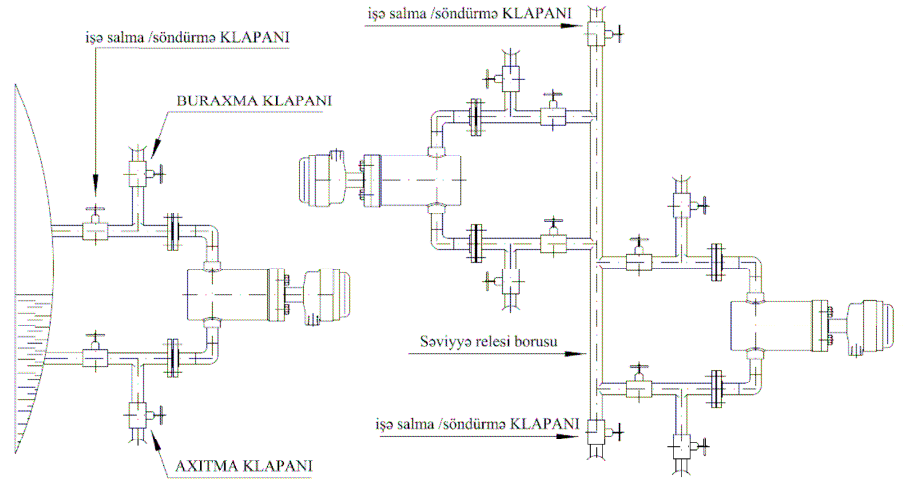 işə salma /söndürmə KLAPANI
işə salma /söndürmə KLAPANI
BURAXMA KLAPANI
Səviyyə relesi borusu
işə salma /söndürmə KLAPANI
AXITMA KLAPANI